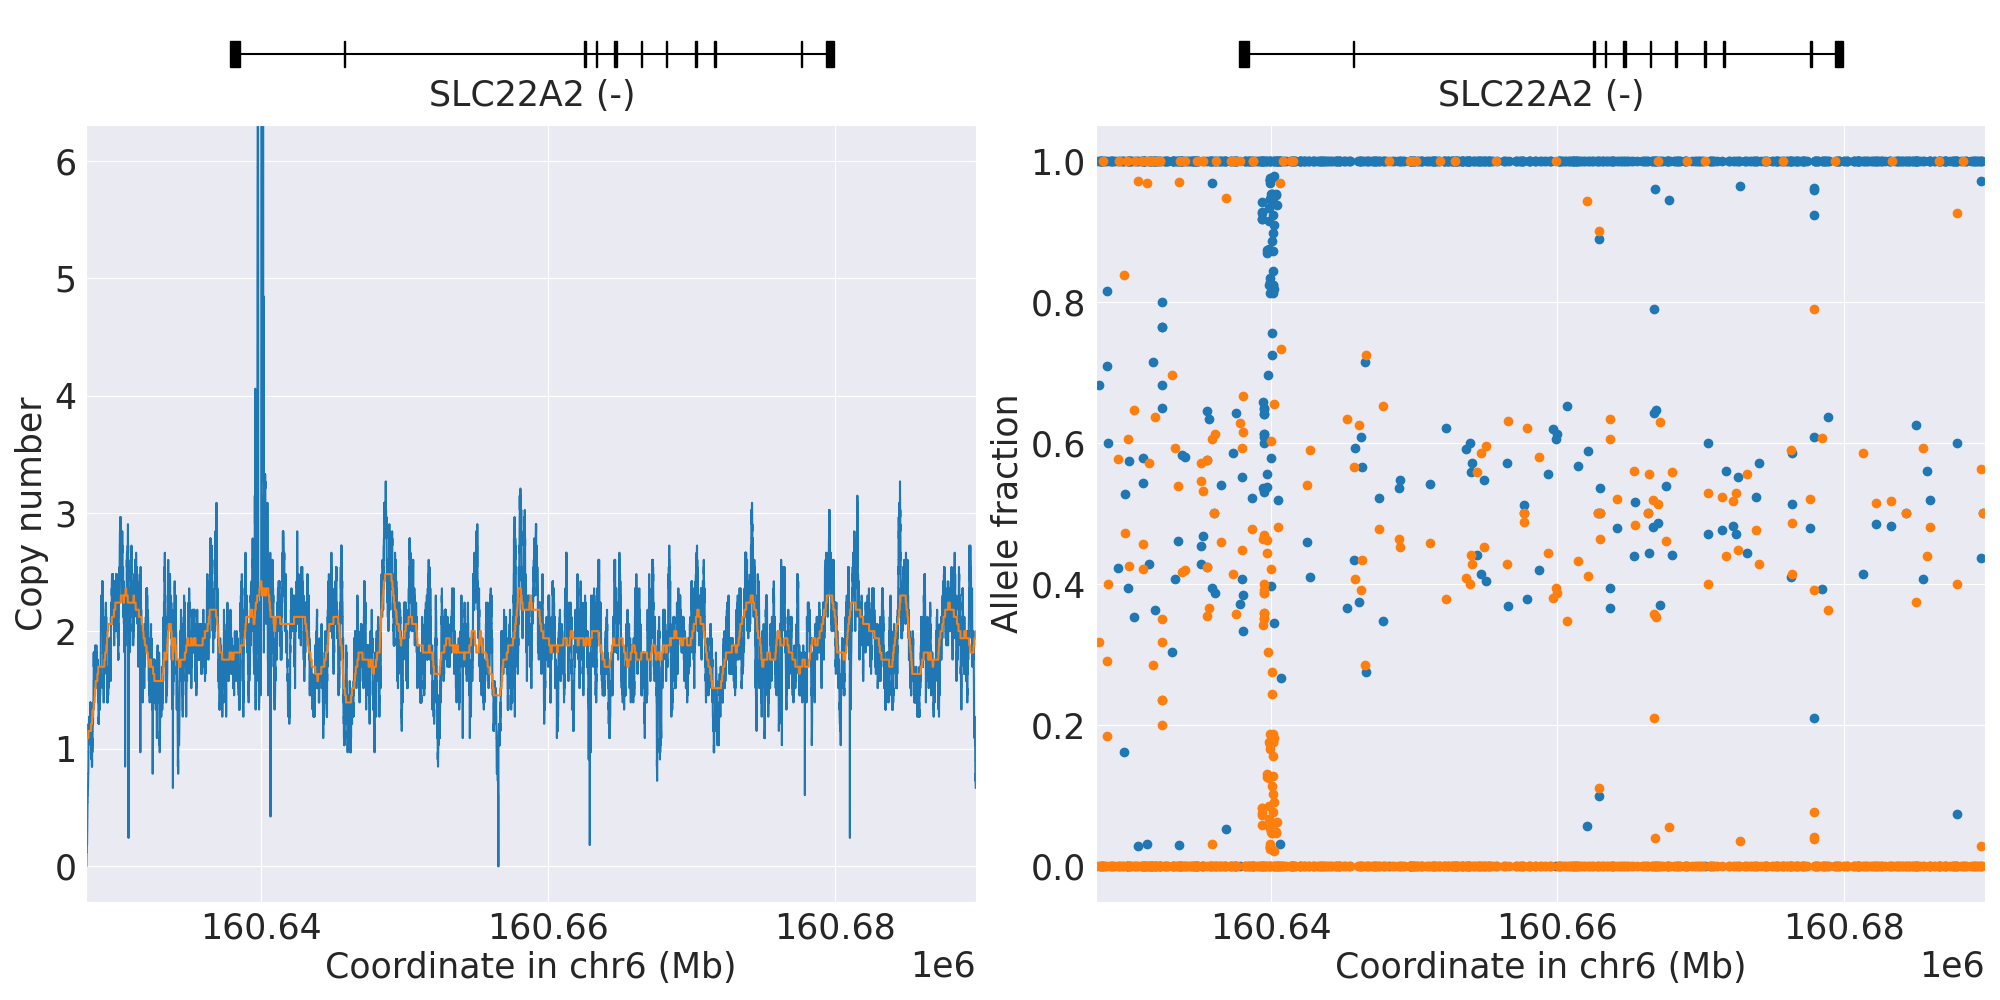 SLC22A2 (-)
Copy number
6
5
4
3
2
1
0
160.64
160.66
160.68
Coordinate in chr6 (Mb)
1e6
SLC22A2 (-)
Allele fraction
1.0
0.8
0.6
0.4
0.2
0.0
160.64
160.66
160.68
Coordinate in chr6 (Mb)
1e6